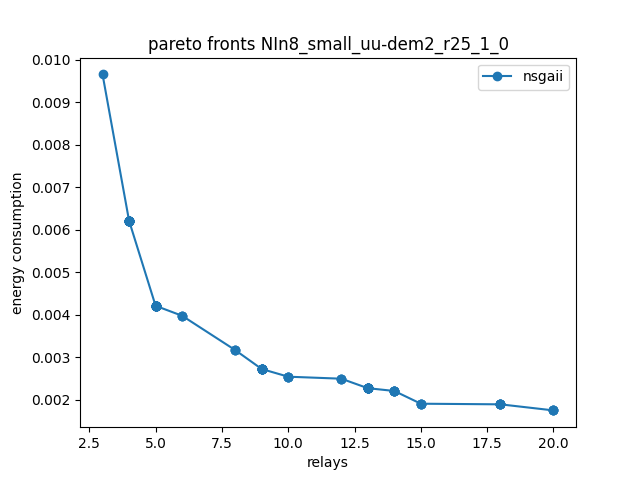 pareto fronts NIn8_small_uu-dem2_r25_1_0
nsgaii
energy consumption
0.010
0.009
0.008
0.007
0.006
0.005
0.004
0.003
0.002
2.5 5.0 7.5 10.0 12.5 15.0 17.5 20.0
relays